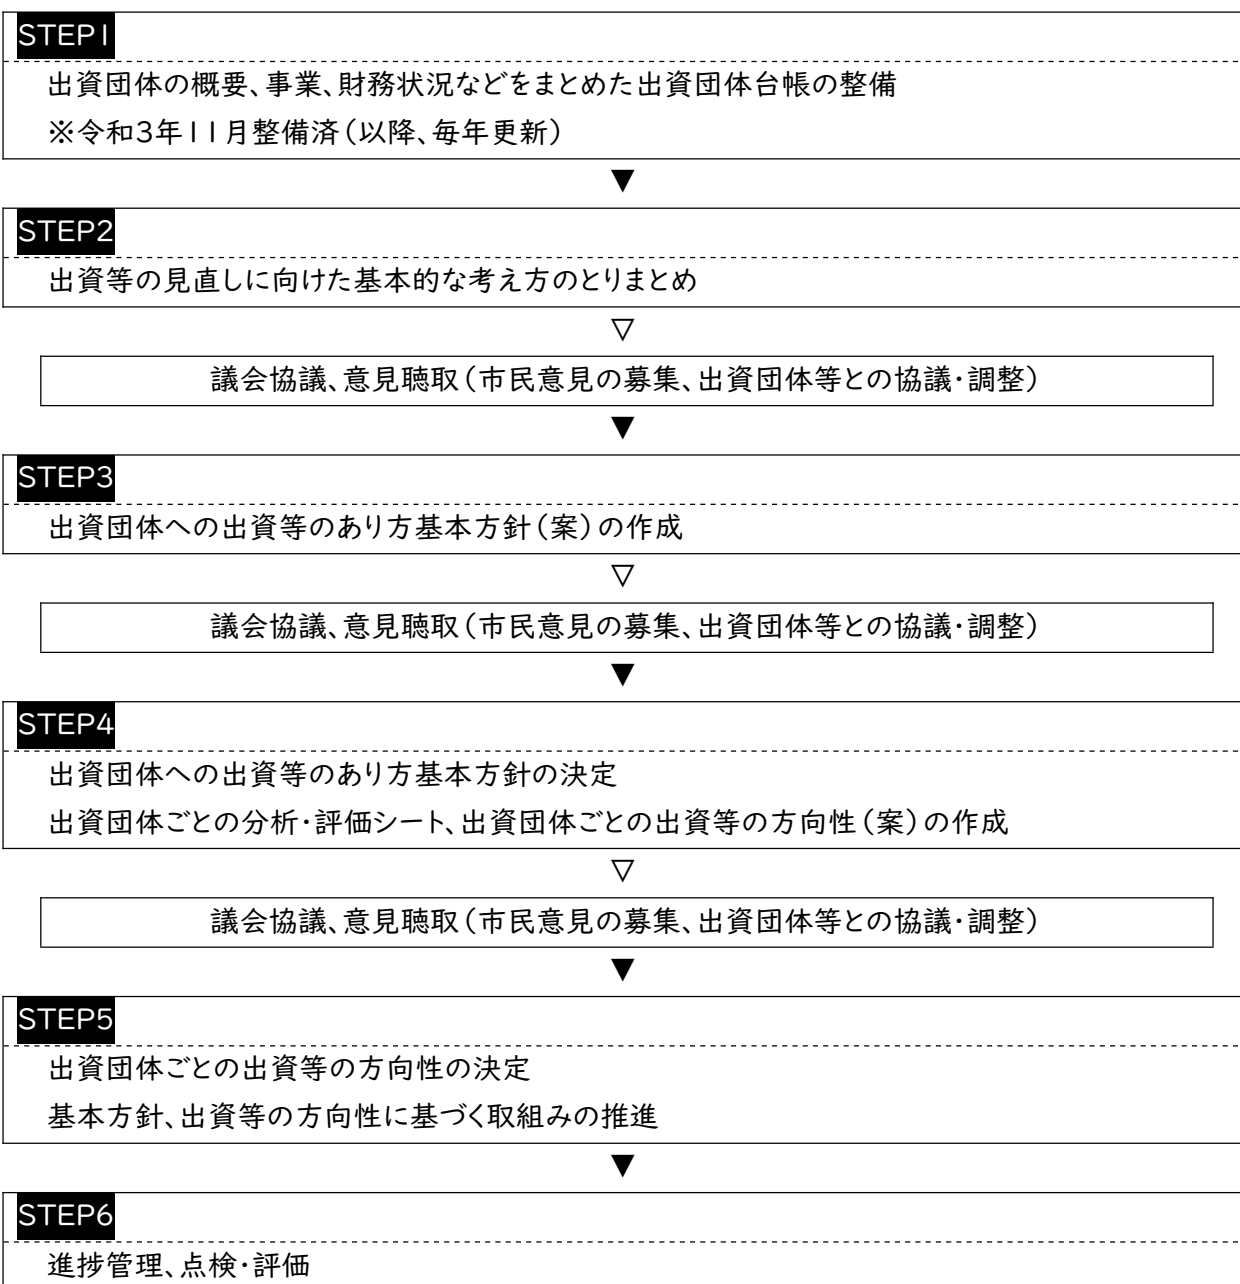 STEP1
出資団体の概要、事業、財務状況などをまとめた出資団体台帳の整備
※令和3年11月整備済(以降、毎年更新)
▼
STEP2
出資等の見直しに向けた基本的な考え方のとりまとめ
▽
議会協議、意見聴取(市民意見の募集、出資団体等との協議・調整)
▼
STEP3
出資団体への出資等のあり方基本方針(案)の作成
▽
議会協議、意見聴取(市民意見の募集、出資団体等との協議・調整)
▼
STEP4
出資団体への出資等のあり方基本方針の決定
出資団体ごとの分析・評価シート、出資団体ごとの出資等の方向性(案)の作成
▽
議会協議、意見聴取(市民意見の募集、出資団体等との協議・調整)
▼
STEP5
出資団体ごとの出資等の方向性の決定
基本方針、出資等の方向性に基づく取組みの推進
▼
STEP6
進捗管理、点検・評価